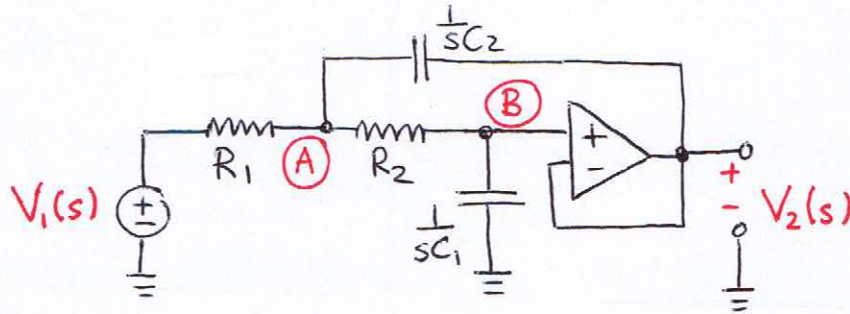 1/sC2
B
R1
A
R2
+
-
V1(s)
+
-
1/sC1
+
-
V2(s)